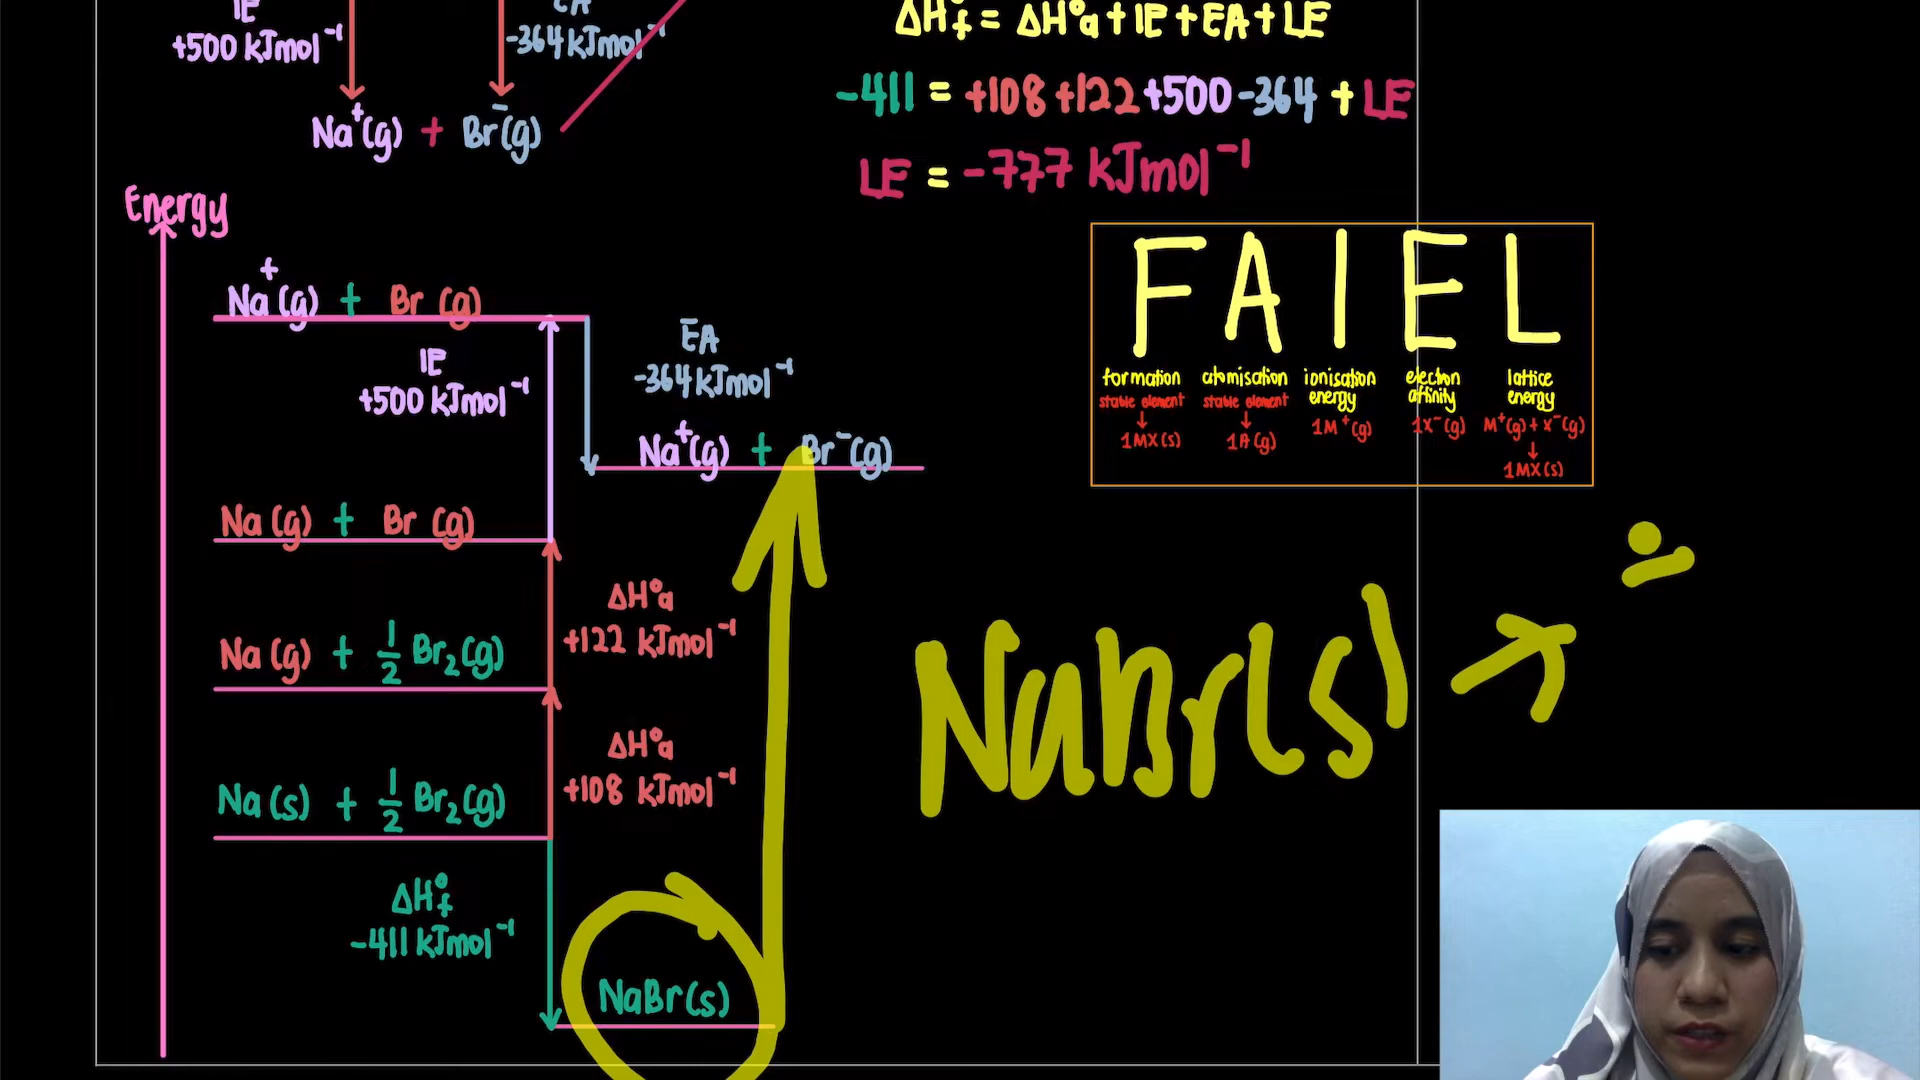 IE
+500 kJmol⁻¹
EA
-364 kJmol⁻¹
Na⁺(g) + Br⁻(g)
ΔH°f = ΔH°a + IE + EA + LE
-411 = +108 +122 +500 -364 + LE
LE = -777 kJmol⁻¹
Energy
Na⁺(g) + Br (g)
IE
+500 kJmol⁻¹
EA
-364 kJmol⁻¹
Na⁺(g) + Br⁻(g)
Na (g) + Br (g)
ΔH°a
+122 kJmol⁻¹
Na (g) + 1/2 Br₂ (g)
ΔH°a
+108 kJmol⁻¹
Na (s) + 1/2 Br₂ (g)
ΔH°f
-411 kJmol⁻¹
NaBr(s)
F A I E L
formation
stable element
↓
1MX(s)
atomisation
stable element
↓
1A(g)
ionisation
energy
1M⁺(g)
electron
affinity
1X⁻(g)
lattice
energy
M⁺(g) + X⁻(g)
↓
1MX(s)
NaBr(s) →